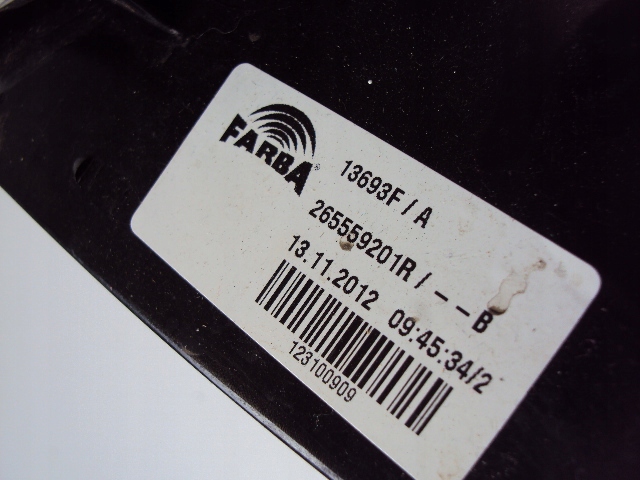 FARBA®
13693F / A
265559201R / - - B
13.11.2012 09:45:34/2
123100909